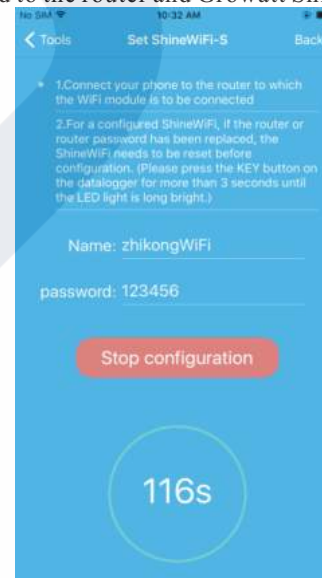 d to the router and Growatt Shin
No SIM 10:32 AM
Tools Set ShineWiFi-S Back
1.Connect your phone to the router to which
the WiFi module is to be connected
2.For a configured ShineWiFi, if the router or
router password has been replaced, the
ShineWiFi needs to be reset before
configuration. (Please press the KEY button on
the datalogger for more than 3 seconds until
the LED light is long bright.)
Name: zhikongWiFi
password: 123456
Stop configuration
116s